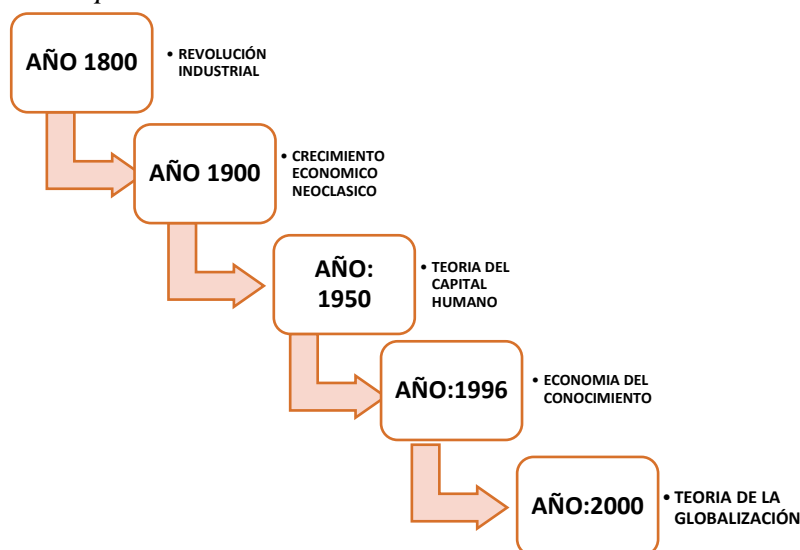 AÑO 1800
• REVOLUCIÓN
INDUSTRIAL
AÑO 1900
• CRECIMIENTO
ECONOMICO
NEOCLASICO
AÑO:
1950
• TEORIA DEL
CAPITAL
HUMANO
AÑO:1996
• ECONOMIA DEL
CONOCIMIENTO
AÑO:2000
• TEORIA DE LA
GLOBALIZACIÓN